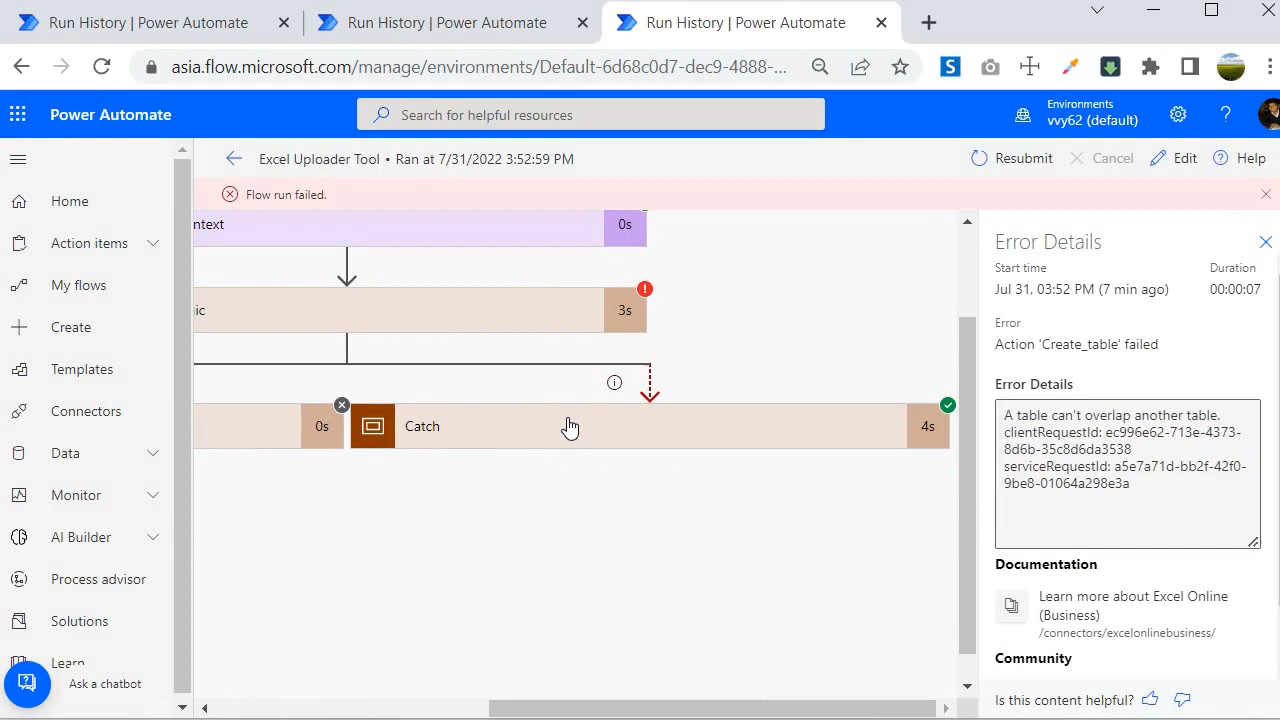 Run History | Power Automate
Run History | Power Automate
Run History | Power Automate
asia.flow.microsoft.com/manage/environments/Default-6d68c0d7-dec9-4888-...
S
Power Automate
Search for helpful resources
Environments
vvy62 (default)
Excel Uploader Tool • Ran at 7/31/2022 3:52:59 PM
Resubmit
Cancel
Edit
Help
Flow run failed.
Home
Action items
My flows
Create
Templates
Connectors
Data
Monitor
AI Builder
Process advisor
Solutions
Learn
Ask a chatbot
ntext
0s
ic
3s
0s
Catch
4s
Error Details
Start time
Duration
Jul 31, 03:52 PM (7 min ago)
00:00:07
Error
Action 'Create_table' failed
Error Details
A table can't overlap another table.
clientRequestId: ec996e62-713e-4373-
8d6b-35c8d6da3538
serviceRequestId: a5e7a71d-bb2f-42f0-
9be8-01064a298e3a
Documentation
Learn more about Excel Online
(Business)
/connectors/excelonlinebusiness/
Community
Is this content helpful?